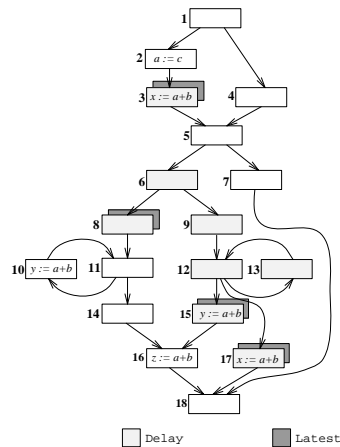 1
2 a := c
3 x := a+b
4
5
6
7
8
9
10 y := a+b
11
12
13
14
15 y := a+b
16 z := a+b
17 x := a+b
18
Delay
Latest